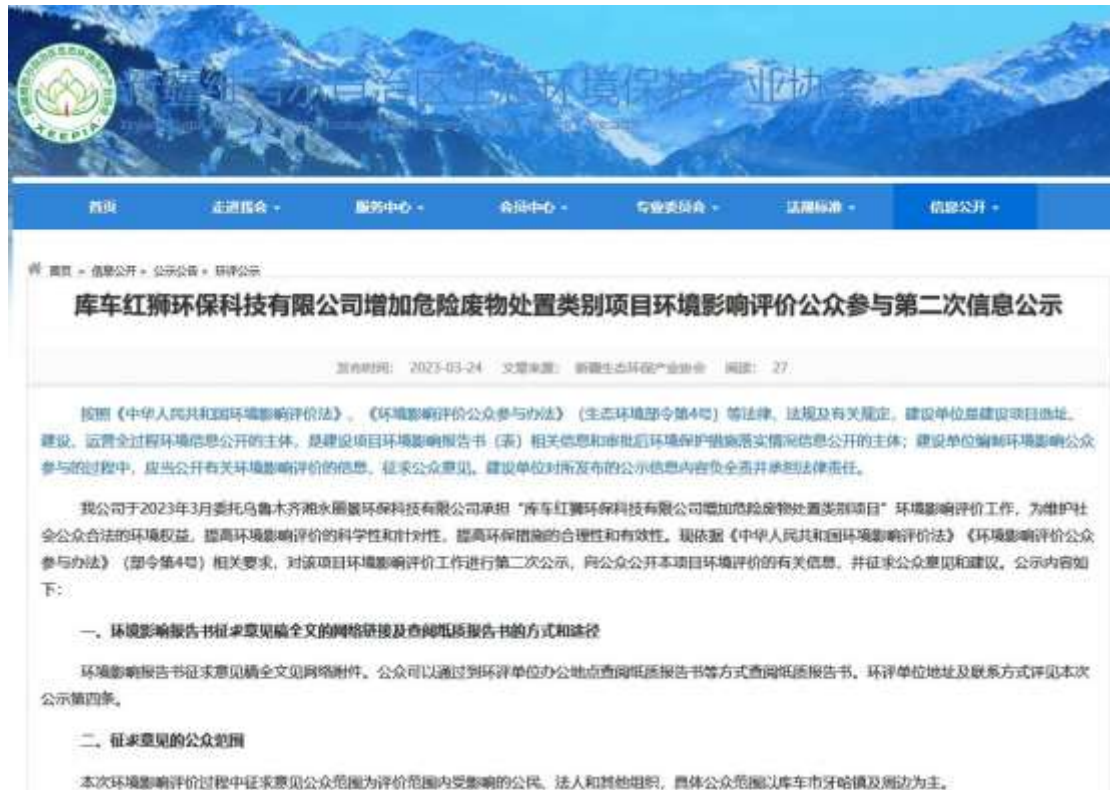 XEEPIA
新疆维吾尔自治区生态环境保护产业协会
首页 走进我会 服务中心 会员中心 专业委员会 法规标准 信息公开
首页 » 信息公开 » 公示公告 » 环评公示
库车红狮环保科技有限公司增加危险废物处置类别项目环境影响评价公众参与第二次信息公示
发布时间: 2023-03-24 文章来源: 新疆生态环保产业协会 阅读: 27
按照《中华人民共和国环境影响评价法》、《环境影响评价公众参与办法》(生态环境部令第4号)等法律、法规及有关规定,建设单位是建设项目选址、
建设、运营全过程环境信息公开的主体,是建设项目环境影响报告书(表)相关信息和审批后环境保护措施落实情况信息公开的主体;建设单位编制环境影响公众
参与的过程中,应当公开有关环境影响评价的信息,征求公众意见。建设单位对所发布的公示信息内容负全责并承担法律责任。
我公司于2023年3月委托乌鲁木齐湘永丽景环保科技有限公司承担“库车红狮环保科技有限公司增加危险废物处置类别项目”环境影响评价工作,为维护社
会公众合法的环境权益,提高环境影响评价的科学性和针对性,提高环保措施的合理性和有效性。现依据《中华人民共和国环境影响评价法》《环境影响评价公众
参与办法》(部令第4号)相关要求,对该项目环境影响评价工作进行第二次公示,向公众公开本项目环境评价的有关信息,并征求公众意见和建议。公示内容如
下:
一、环境影响报告书征求意见稿全文的网络链接及查阅纸质报告书的方式和途径
环境影响报告书征求意见稿全文见网络附件。公众可以通过到环评单位办公地点查阅纸质报告书等方式查阅纸质报告书。环评单位地址及联系方式详见本次
公示第四条。
二、征求意见的公众范围
本次环境影响评价过程中征求意见公众范围为评价范围内受影响的公民、法人和其他组织,具体公众范围以库车市牙哈镇及周边为主。